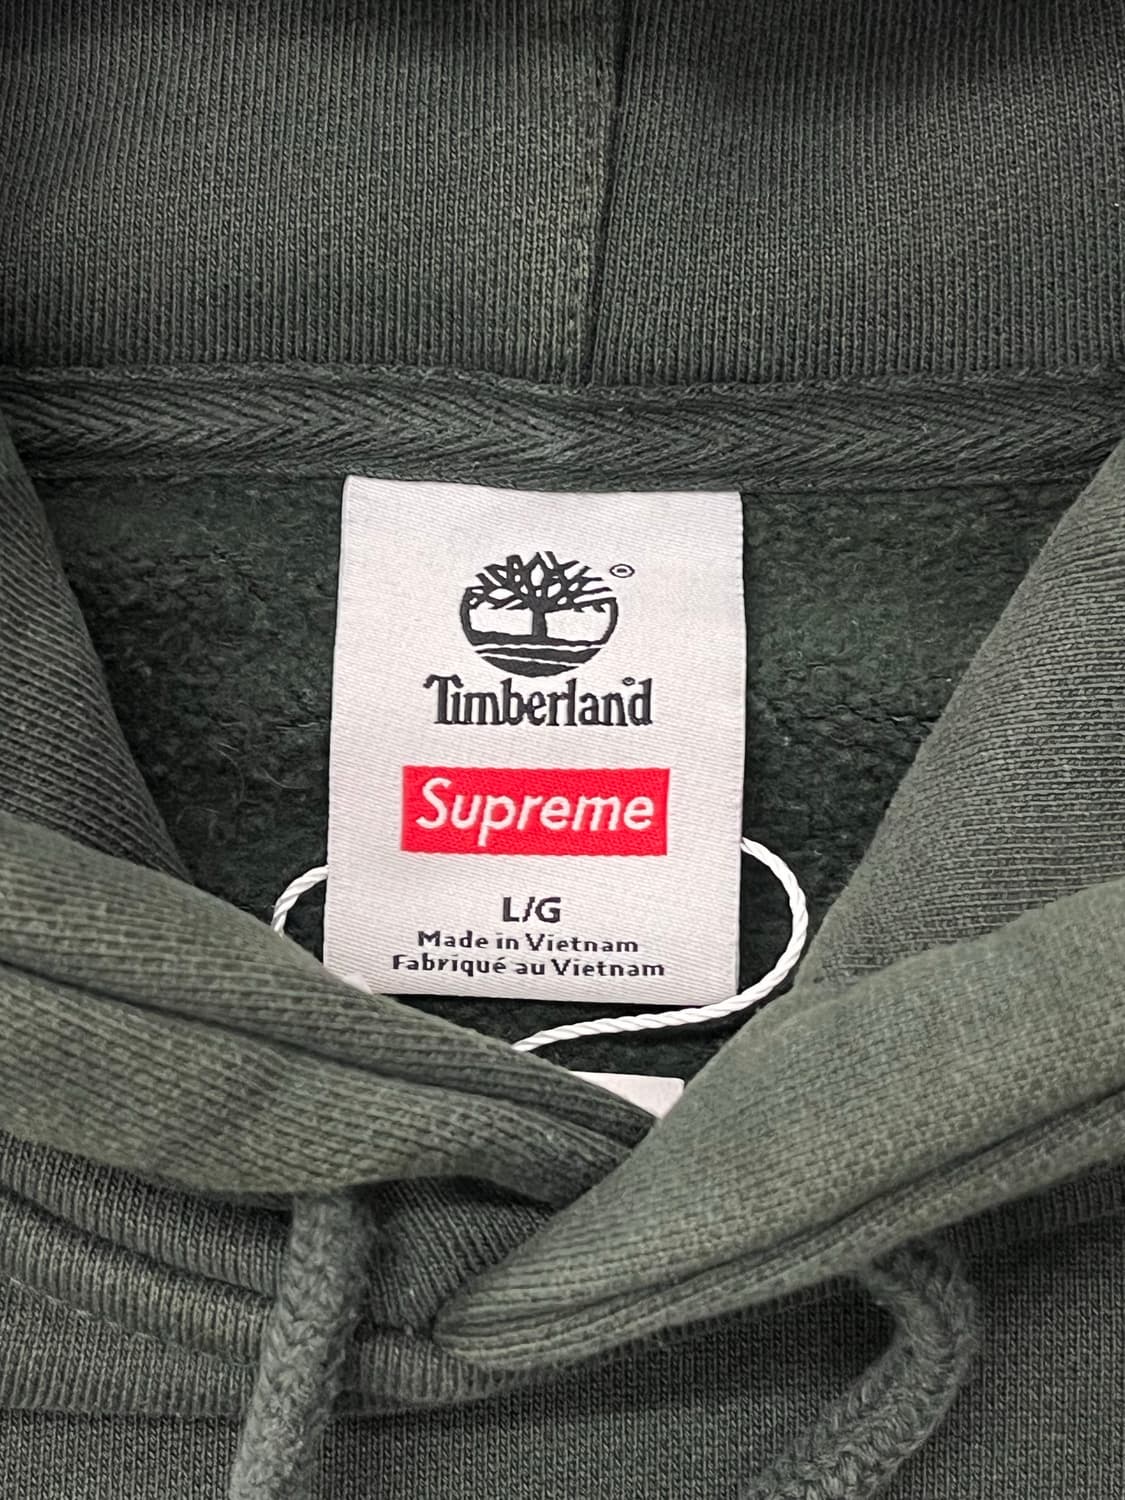 Timberland
Supreme
L/G
Made in Vietnam
Fabriqué au Vietnam